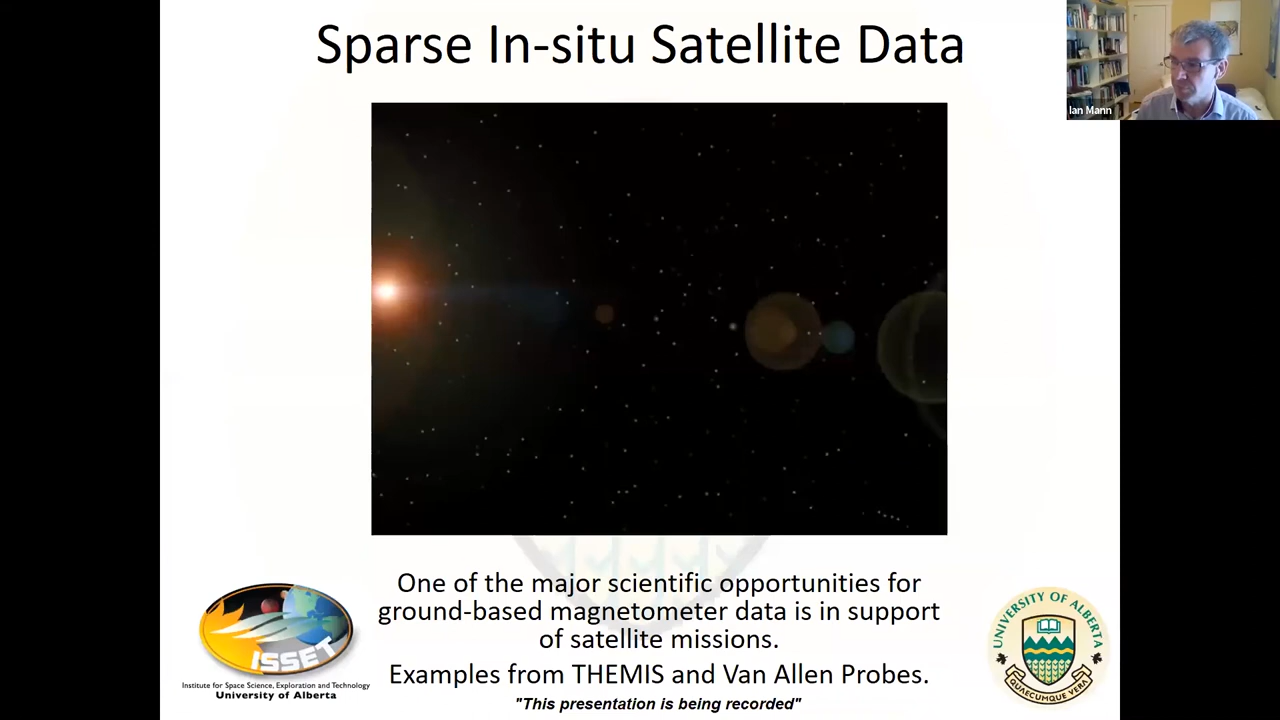 Sparse In-situ Satellite Data
Ian Mann
One of the major scientific opportunities for
ground-based magnetometer data is in support
of satellite missions.
Examples from THEMIS and Van Allen Probes.
"This presentation is being recorded"
ISSET
Institute for Space Science, Exploration and Technology
University of Alberta
UNIVERSITY OF ALBERTA
QUAECUMQUE VERA